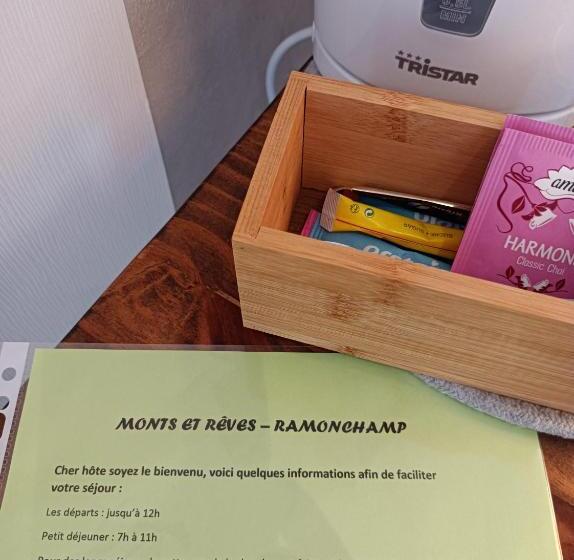 TRISTAR
HARMON
Classic Chai
MONTS ET RÊVES – RAMONCHAMP
Cher hôte soyez le bienvenu, voici quelques informations afin de faciliter
votre séjour :
Les départs : jusqu'à 12h
Petit déjeuner : 7h à 11h